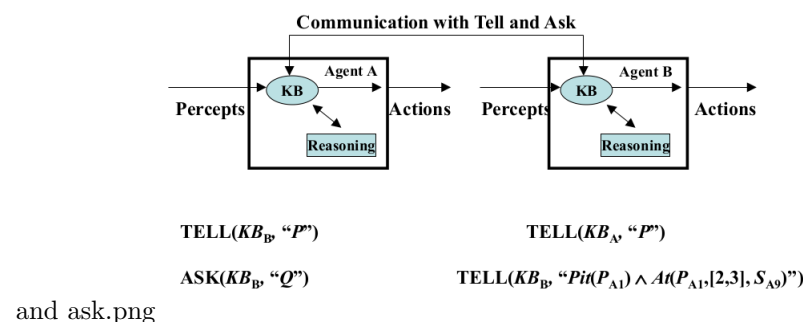 Communication with Tell and Ask
Agent A
KB
Percepts
Actions
Reasoning
Agent B
KB
Percepts
Actions
Reasoning
TELL(KB_B, “P”)
TELL(KB_A, “P”)
ASK(KB_B, “Q”)
TELL(KB_B, “Pit(P_A1) ∧ At(P_A1,[2,3], S_A9)”)
and ask.png